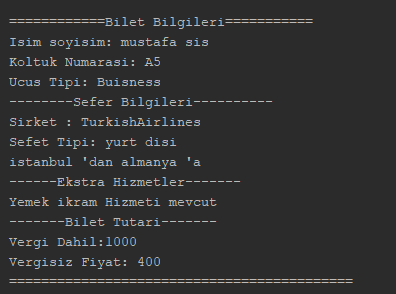 ============Bilet Bilgileri===========
Isim soyisim: mustafa sis
Koltuk Numarasi: A5
Ucus Tipi: Buisness
--------Sefer Bilgileri----------
Sirket : TurkishAirlines
Sefet Tipi: yurt disi
istanbul 'dan almanya 'a
------Ekstra Hizmetler-------
Yemek ikram Hizmeti mevcut
-------Bilet Tutari-------
Vergi Dahil:1000
Vergisiz Fiyat: 400
===========================================